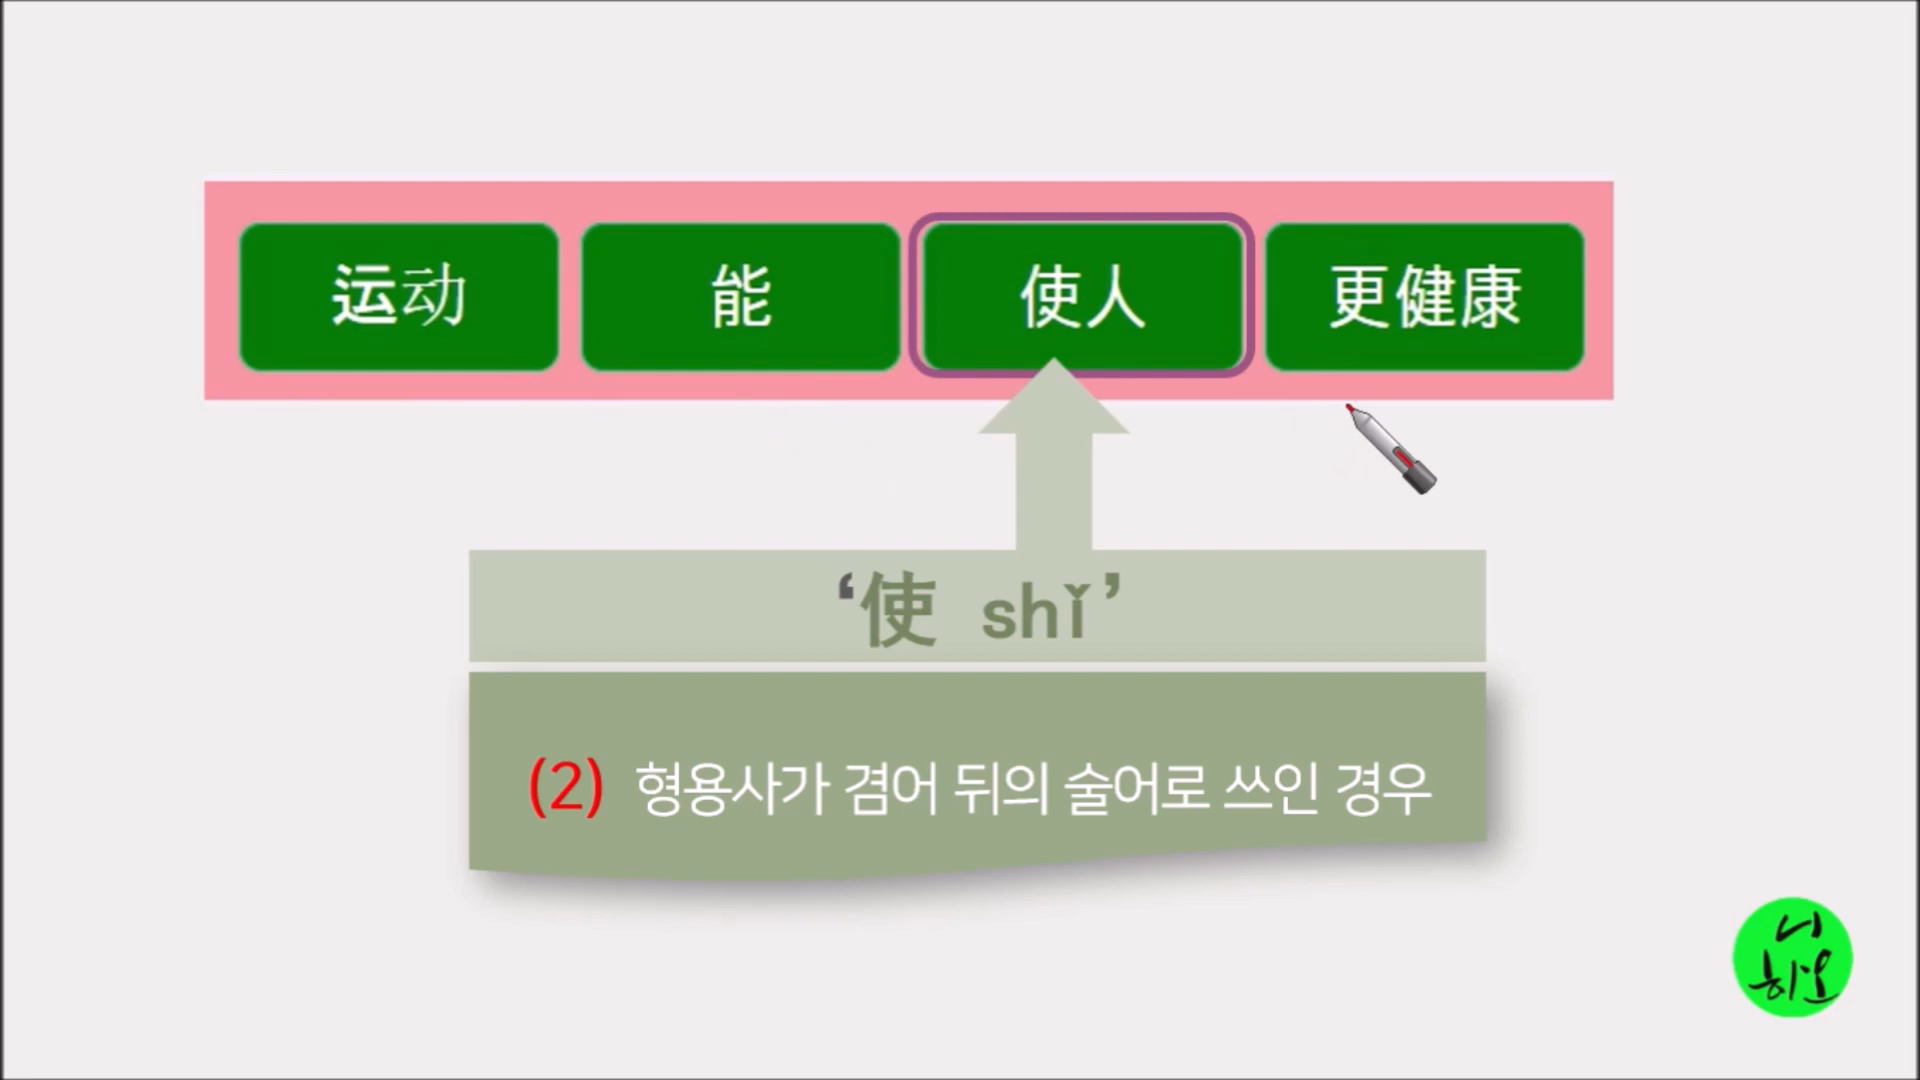 运动 能 使人 更健康
‘使 shǐ’
(2) 형용사가 겸어 뒤의 술어로 쓰인 경우
니
하오